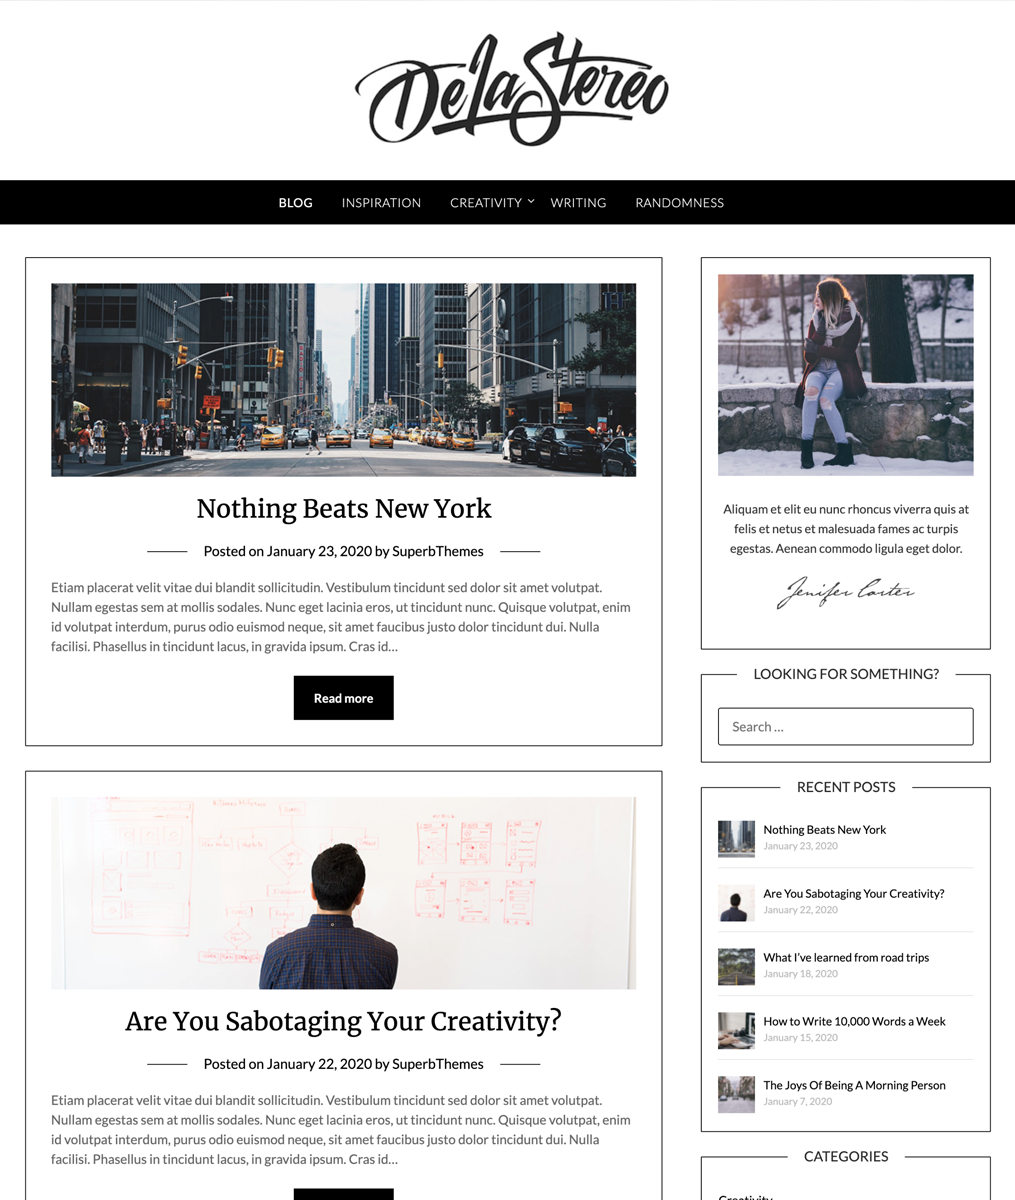 DeLaStereo
BLOG
INSPIRATION
CREATIVITY
WRITING
RANDOMNESS
Nothing Beats New York
Posted on January 23, 2020 by SuperbThemes
Etiam placerat velit vitae dui blandit sollicitudin. Vestibulum tincidunt sed dolor sit amet volutpat.
Nullam egestas sem at mollis sodales. Nunc eget lacinia eros, ut tincidunt nunc. Quisque volutpat, enim
id volutpat interdum, purus odio euismod neque, sit amet faucibus justo dolor tincidunt dui. Nulla
facilisi. Phasellus in tincidunt lacus, in gravida ipsum. Cras id...
Read more
Are You Sabotaging Your Creativity?
Posted on January 22, 2020 by SuperbThemes
Etiam placerat velit vitae dui blandit sollicitudin. Vestibulum tincidunt sed dolor sit amet volutpat.
Nullam egestas sem at mollis sodales. Nunc eget lacinia eros, ut tincidunt nunc. Quisque volutpat, enim
id volutpat interdum, purus odio euismod neque, sit amet faucibus justo dolor tincidunt dui. Nulla
facilisi. Phasellus in tincidunt lacus, in gravida ipsum. Cras id...
Aliquam et elit eu nunc rhoncus viverra quis at
felis et netus et malesuada fames ac turpis
egestas. Aenean commodo ligula eget dolor.
Jenifer Carter
LOOKING FOR SOMETHING?
Search ...
RECENT POSTS
Nothing Beats New York
January 23, 2020
Are You Sabotaging Your Creativity?
January 22, 2020
What I've learned from road trips
January 18, 2020
How to Write 10,000 Words a Week
January 15, 2020
The Joys Of Being A Morning Person
January 7, 2020
CATEGORIES
Creativity